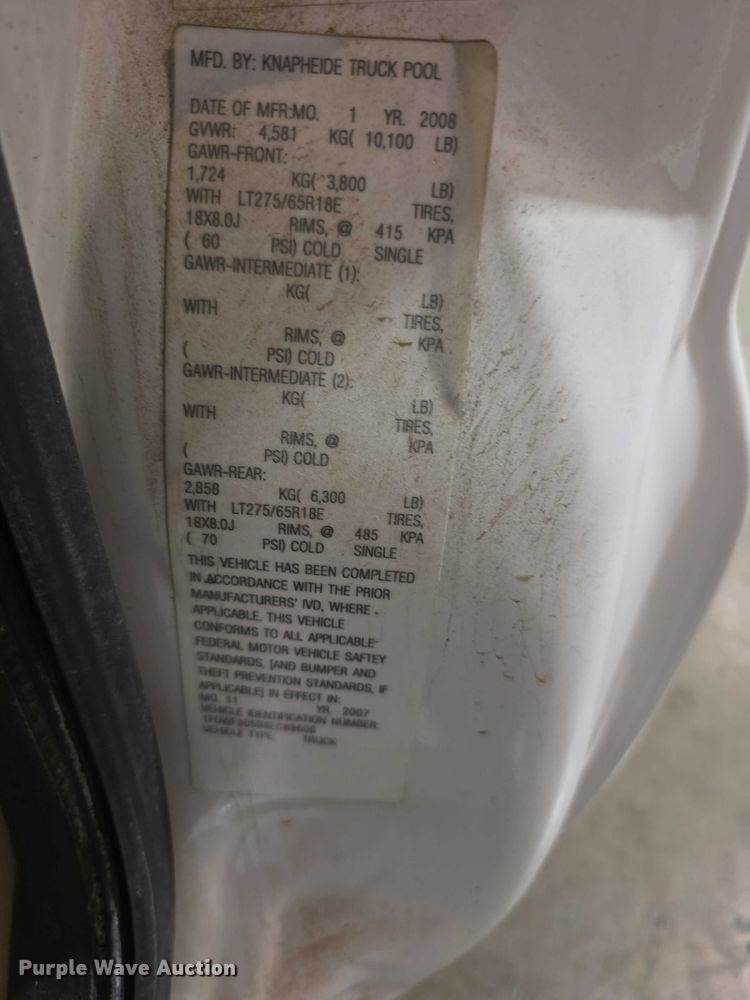 MFD. BY: KNAPHEIDE TRUCK POOL
DATE OF MFR:MO. 1 YR. 2008
GVWR: 4,581 KG( 10,100 LB)
GAWR-FRONT:
1,724 KG( 3,800 LB)
WITH LT275/65R18E TIRES,
18X8.0J RIMS, @ 415 KPA
( 60 PSI) COLD SINGLE
GAWR-INTERMEDIATE (1):
KG( LB)
WITH TIRES,
RIMS, @ KPA
( PSI) COLD
GAWR-INTERMEDIATE (2):
KG( LB)
WITH TIRES,
RIMS, @ KPA
( PSI) COLD
GAWR-REAR:
2,858 KG( 6,300 LB)
WITH LT275/65R18E TIRES,
18X8.0J RIMS, @ 485 KPA
( 70 PSI) COLD SINGLE
THIS VEHICLE HAS BEEN COMPLETED
IN ACCORDANCE WITH THE PRIOR
MANUFACTURERS' IVD, WHERE
APPLICABLE. THIS VEHICLE
CONFORMS TO ALL APPLICABLE
FEDERAL MOTOR VEHICLE SAFTEY
STANDARDS, [AND BUMPER AND
THEFT PREVENTION STANDARDS, IF
APPLICABLE] IN EFFECT IN:
MO. 11 YR. 2007
VEHICLE IDENTIFICATION NUMBER:
VEHICLE TYPE: TRUCK
Purple Wave Auction